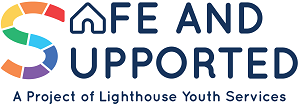 SAFE AND
SUPPORTED
A Project of Lighthouse Youth Services